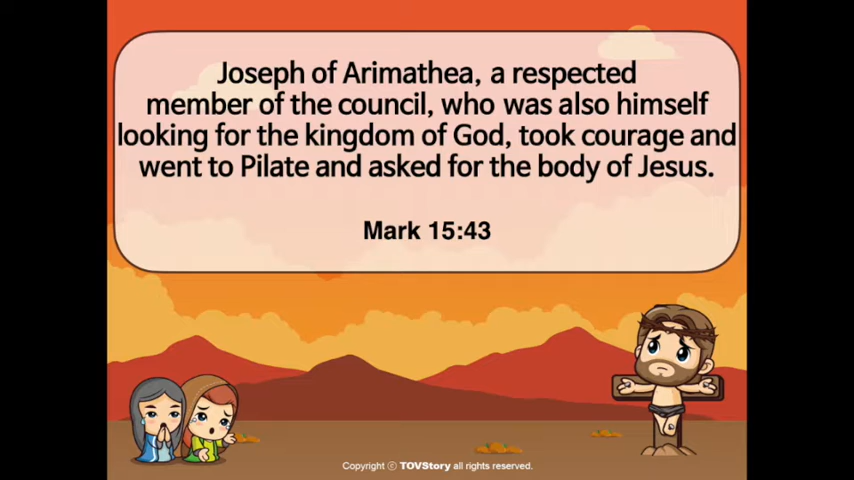 Joseph of Arimathea, a respected
member of the council, who was also himself
looking for the kingdom of God, took courage and
went to Pilate and asked for the body of Jesus.
Mark 15:43
Copyright ⓒ TOVStory all rights reserved.